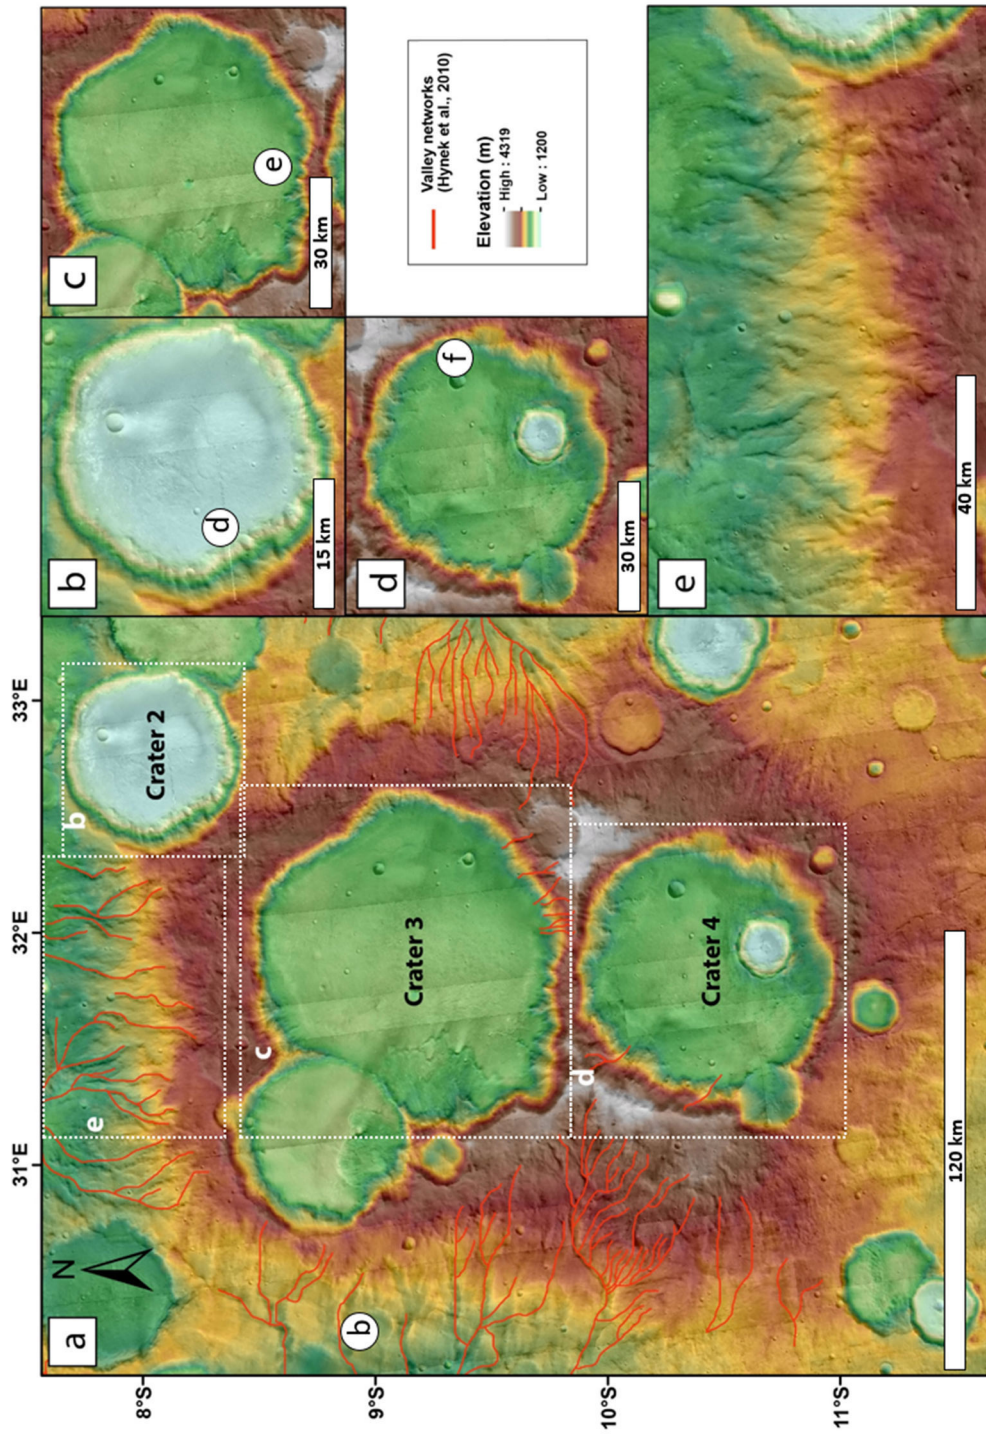 a
N
31°E
32°E
33°E
8°S
9°S
10°S
11°S
e
b
Crater 2
c
Crater 3
b
d
Crater 4
120 km
b
d
15 km
c
e
30 km
d
f
30 km
Valley networks
(Hynek et al., 2010)
Elevation (m)
High : 4319
Low : 1200
e
40 km